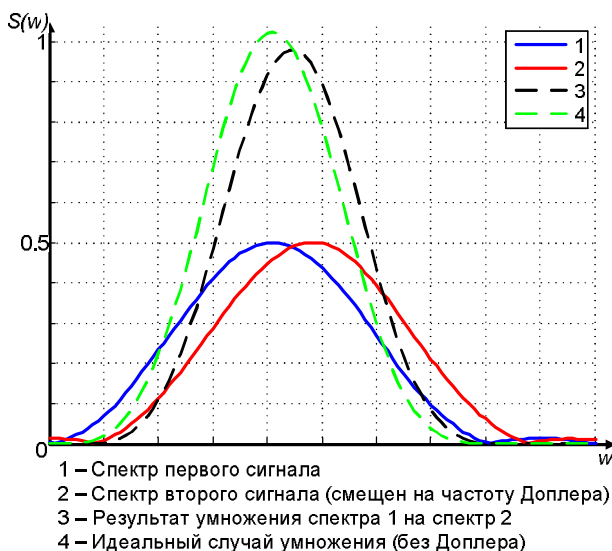 S(w)
1
1
2
3
4
0.5
0
w
1 – Спектр первого сигнала
2 – Спектр второго сигнала (смещен на частоту Доплера)
3 – Результат умножения спектра 1 на спектр 2
4 – Идеальный случай умножения (без Доплера)